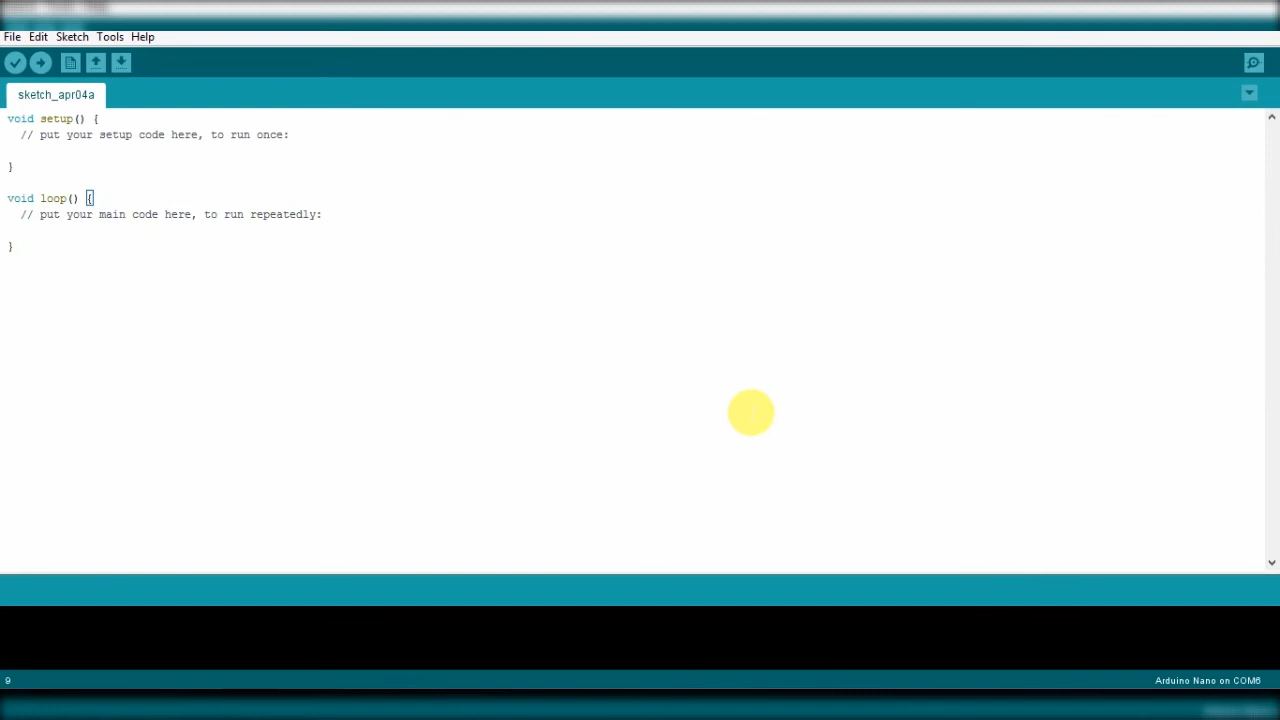 File Edit Sketch Tools Help
sketch_apr04a
void setup() {
  // put your setup code here, to run once:
}
void loop() {
  // put your main code here, to run repeatedly:
}
9
Arduino Nano on COM6